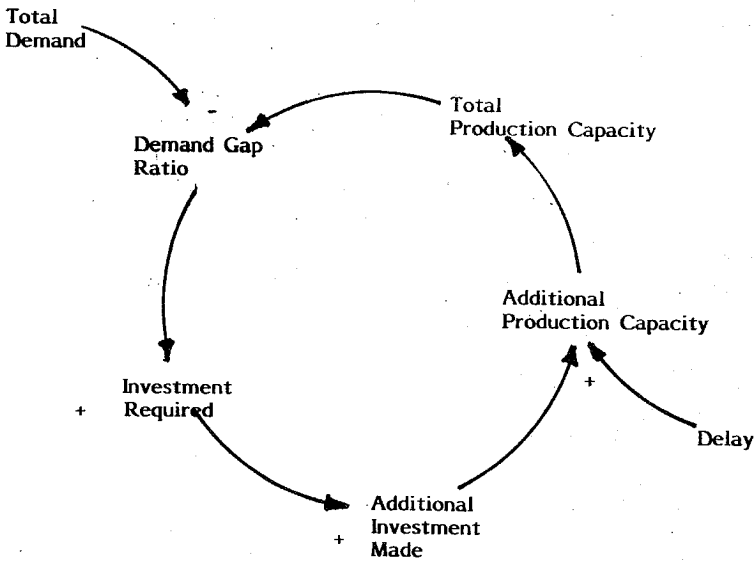 Total
Demand
-
Total
Production Capacity
Demand Gap
Ratio
Additional
Production Capacity
Investment
+ Required
+
Delay
Additional
Investment
+ Made